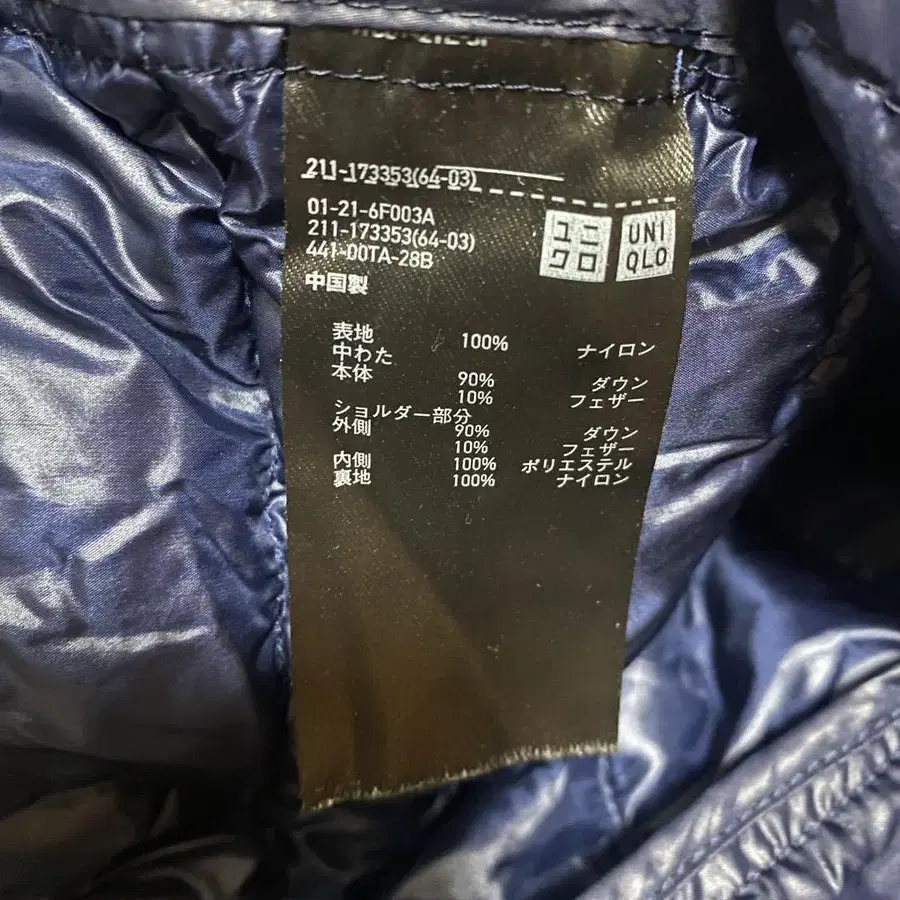 211-173353(64-03)
01-21-6F003A
211-173353(64-03)
441-00TA-28B
中国製
ユニ
クロ
UNI
QLO
表地 100% ナイロン
中わた
本体 90% ダウン
10% フェザー
ショルダー部分
外側 90% ダウン
10% フェザー
内側 100% ポリエステル
裏地 100% ナイロン